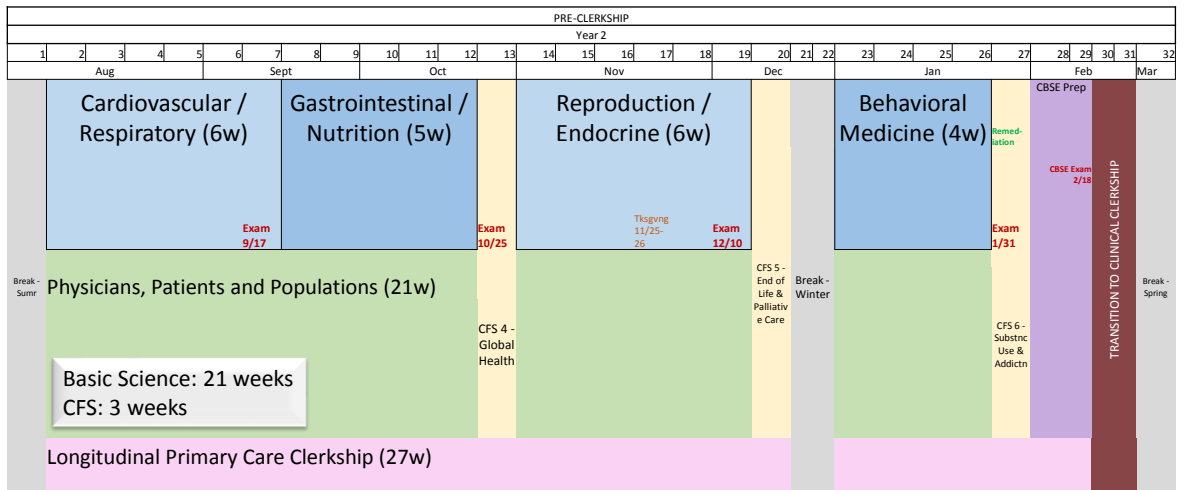 PRE-CLERKSHIP
Year 2
1 2 3 4 5 6 7 8 9 10 11 12 13 14 15 16 17 18 19 20 21 22 23 24 25 26 27 28 29 30 31 32
Aug Sept Oct Nov Dec Jan Feb Mar
Cardiovascular /
Respiratory (6w)
Exam
9/17
Gastrointestinal /
Nutrition (5w)
Exam
10/25
Reproduction /
Endocrine (6w)
Tksgvng
11/25-
26
Exam
12/10
Behavioral
Medicine (4w)
Remed-
iation
Exam
1/31
CBSE Prep
CBSE Exam
2/18
TRANSITION TO CLINICAL CLERKSHIP
Break -
Sumr
Physicians, Patients and Populations (21w)
CFS 4 -
Global
Health
CFS 5 -
End of
Life &
Palliativ
e Care
Break -
Winter
CFS 6 -
Substnc
Use &
Addictn
Break -
Spring
Basic Science: 21 weeks
CFS: 3 weeks
Longitudinal Primary Care Clerkship (27w)